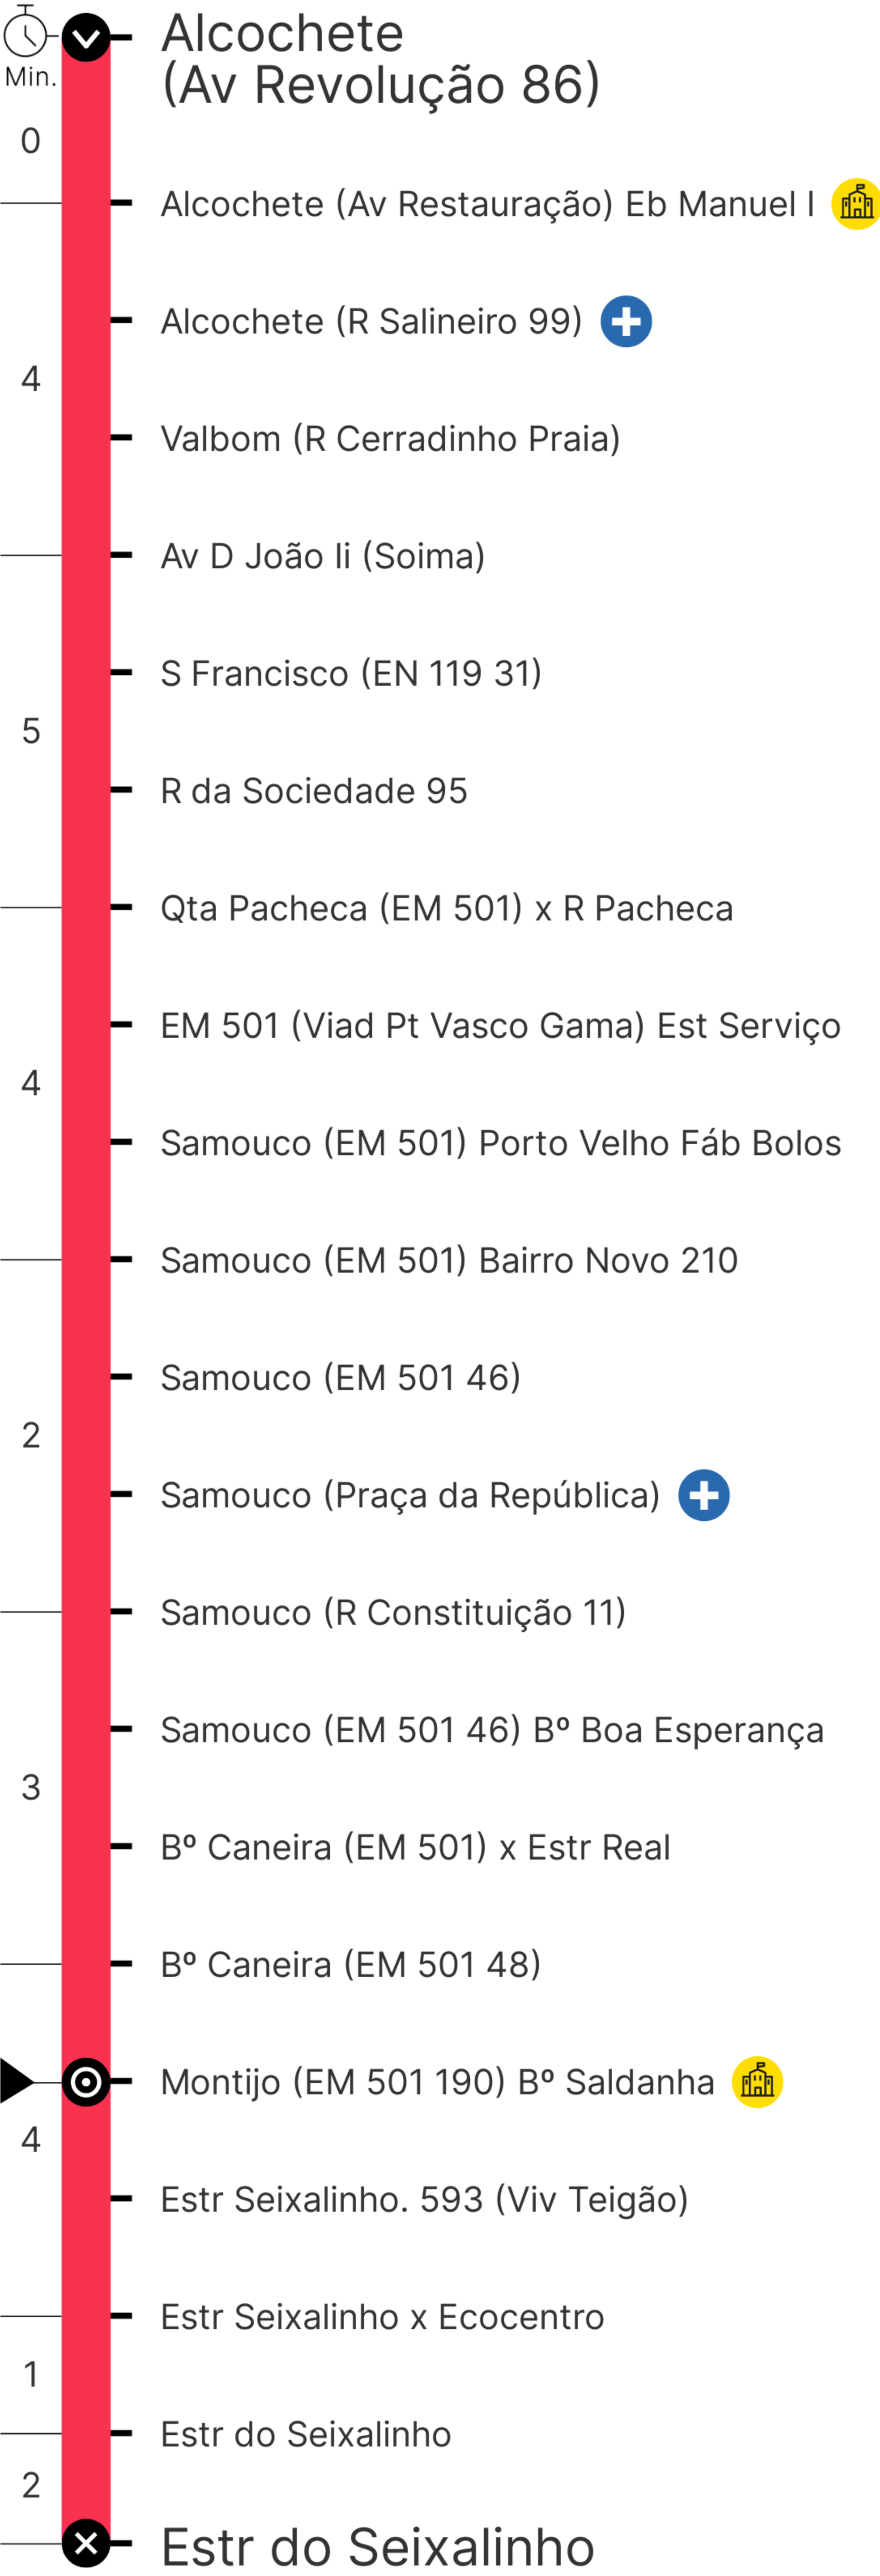 Alcochete
(Av Revolução 86)
Min.
0
Alcochete (Av Restauração) Eb Manuel I
Alcochete (R Salineiro 99)
4
Valbom (R Cerradinho Praia)
Av D João Ii (Soima)
S Francisco (EN 119 31)
5
R da Sociedade 95
Qta Pacheca (EM 501) x R Pacheca
EM 501 (Viad Pt Vasco Gama) Est Serviço
4
Samouco (EM 501) Porto Velho Fáb Bolos
Samouco (EM 501) Bairro Novo 210
Samouco (EM 501 46)
2
Samouco (Praça da República)
Samouco (R Constituição 11)
Samouco (EM 501 46) Bº Boa Esperança
3
Bº Caneira (EM 501) x Estr Real
Bº Caneira (EM 501 48)
Montijo (EM 501 190) Bº Saldanha
4
Estr Seixalinho. 593 (Viv Teigão)
Estr Seixalinho x Ecocentro
1
Estr do Seixalinho
2
Estr do Seixalinho